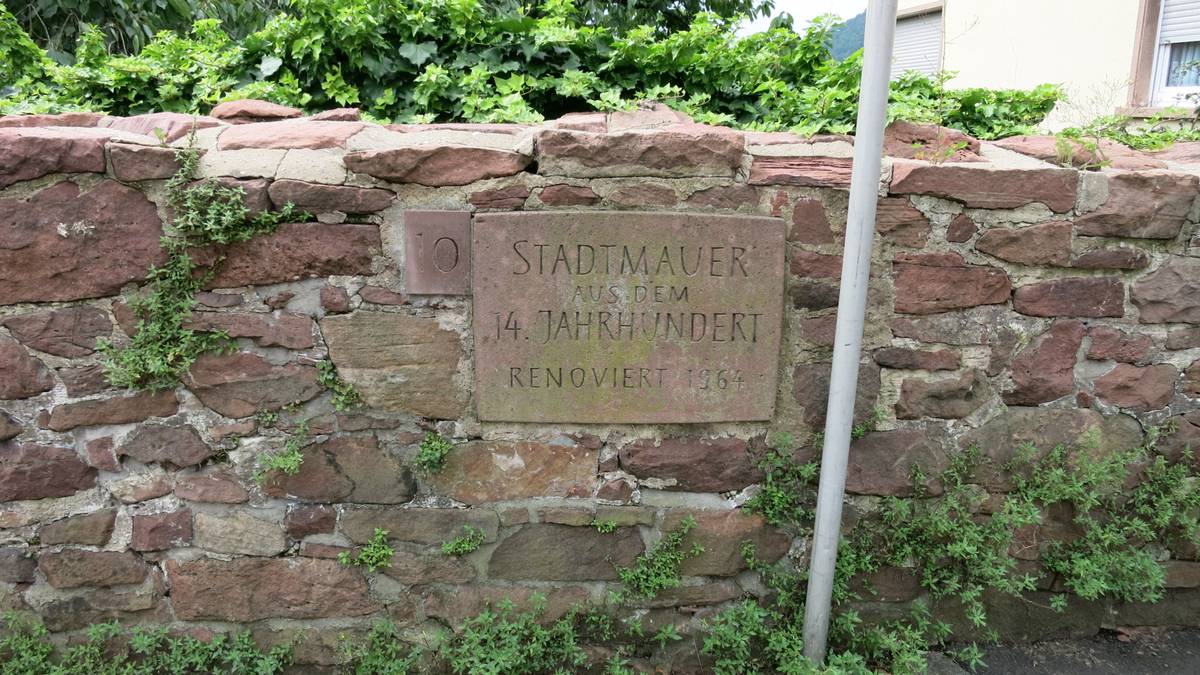 10
STADTMAUER
AUS DEM
14. JAHRHUNDERT
RENOVIERT 1964